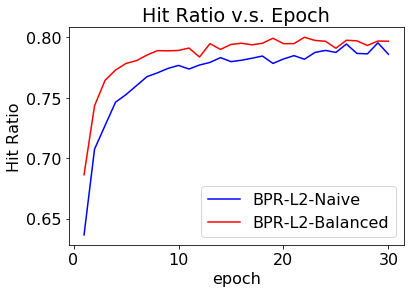 Hit Ratio v.s. Epoch
0.80
0.75
0.70
0.65
Hit Ratio
BPR-L2-Naive
BPR-L2-Balanced
0 10 20 30
epoch